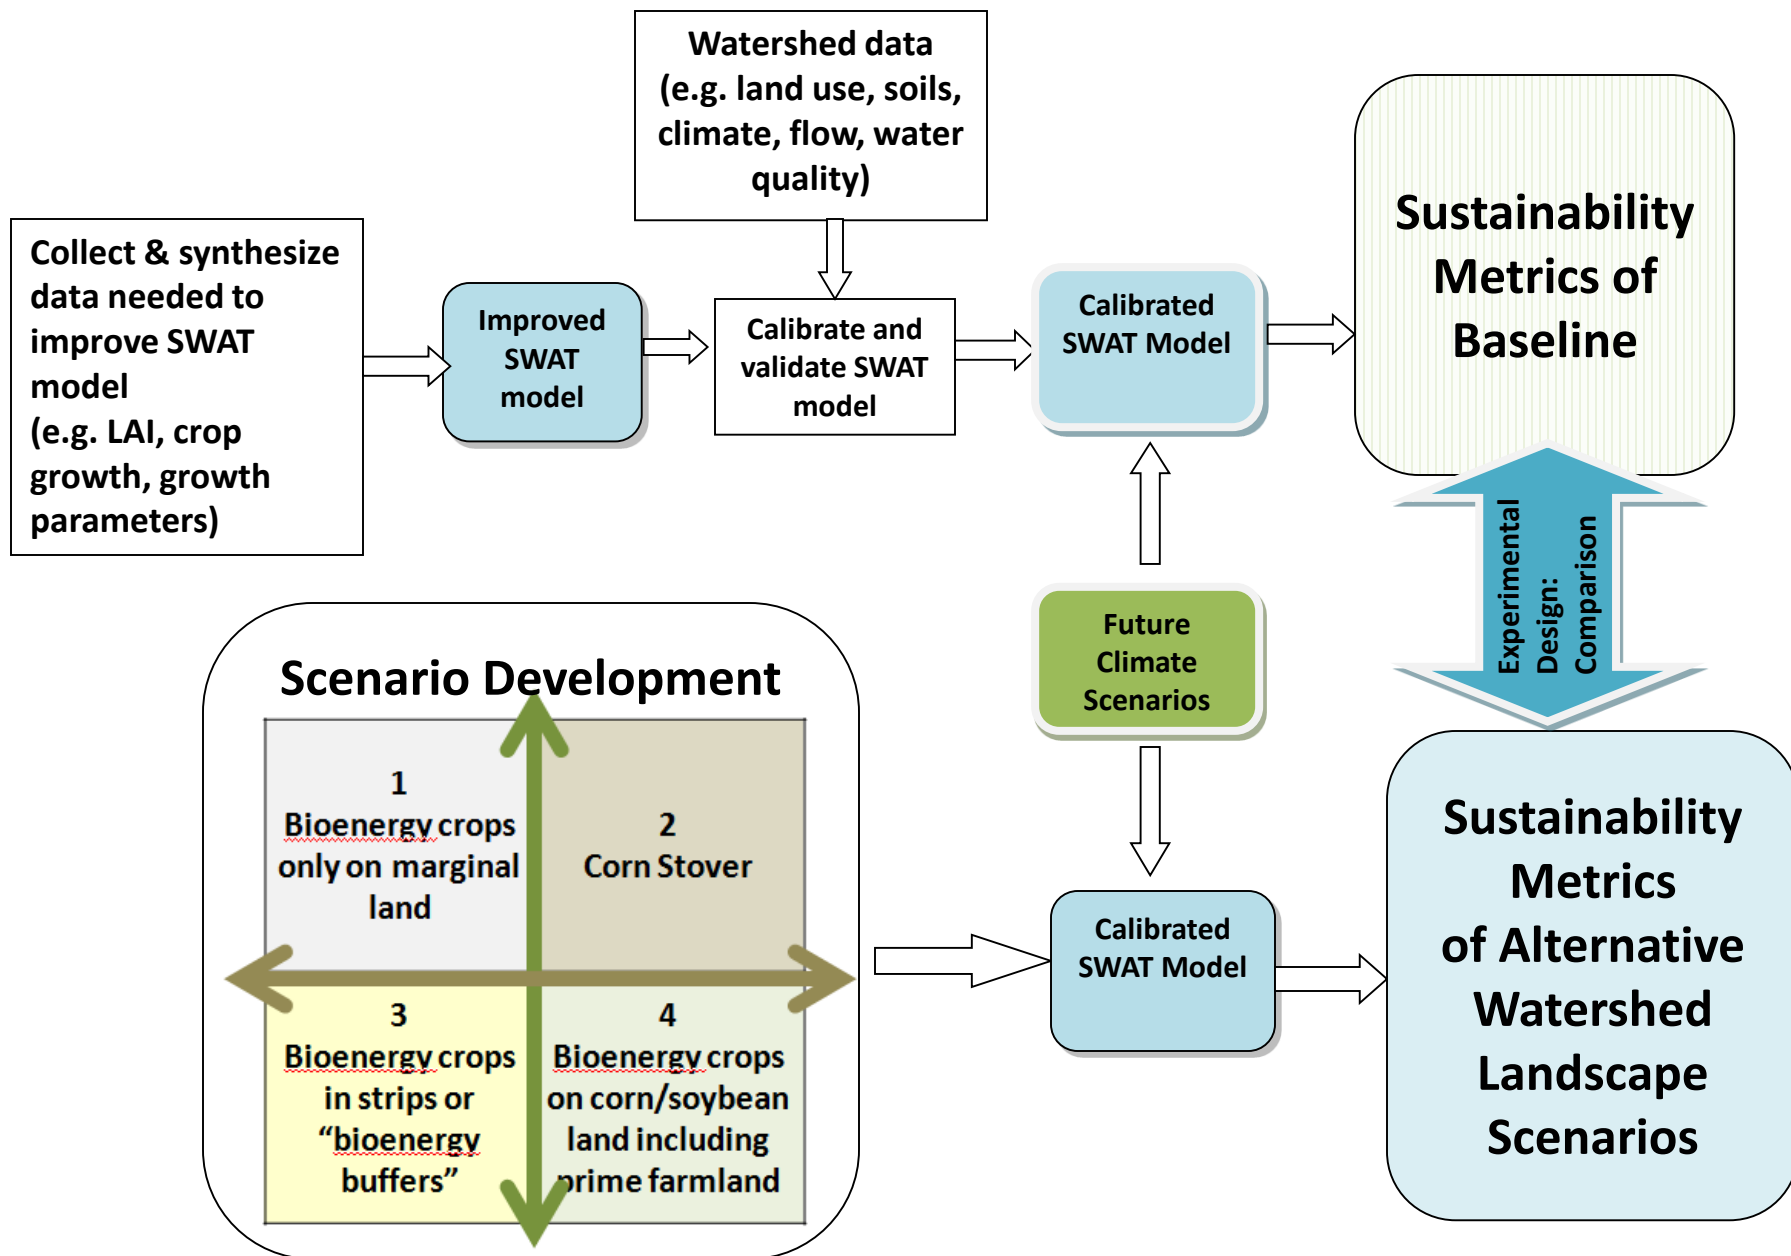 Watershed data
(e.g. land use, soils,
climate, flow, water
quality)
Collect & synthesize
data needed to
improve SWAT
model
(e.g. LAI, crop
growth, growth
parameters)
Improved
SWAT
model
Calibrate and
validate SWAT
model
Calibrated
SWAT Model
Sustainability
Metrics of
Baseline
Experimental
Design:
Comparison
Future
Climate
Scenarios
Scenario Development
1
Bioenergy crops
only on marginal
land
2
Corn Stover
3
Bioenergy crops
in strips or
“bioenergy
buffers”
4
Bioenergy crops
on corn/soybean
land including
prime farmland
Calibrated
SWAT Model
Sustainability
Metrics
of Alternative
Watershed
Landscape
Scenarios